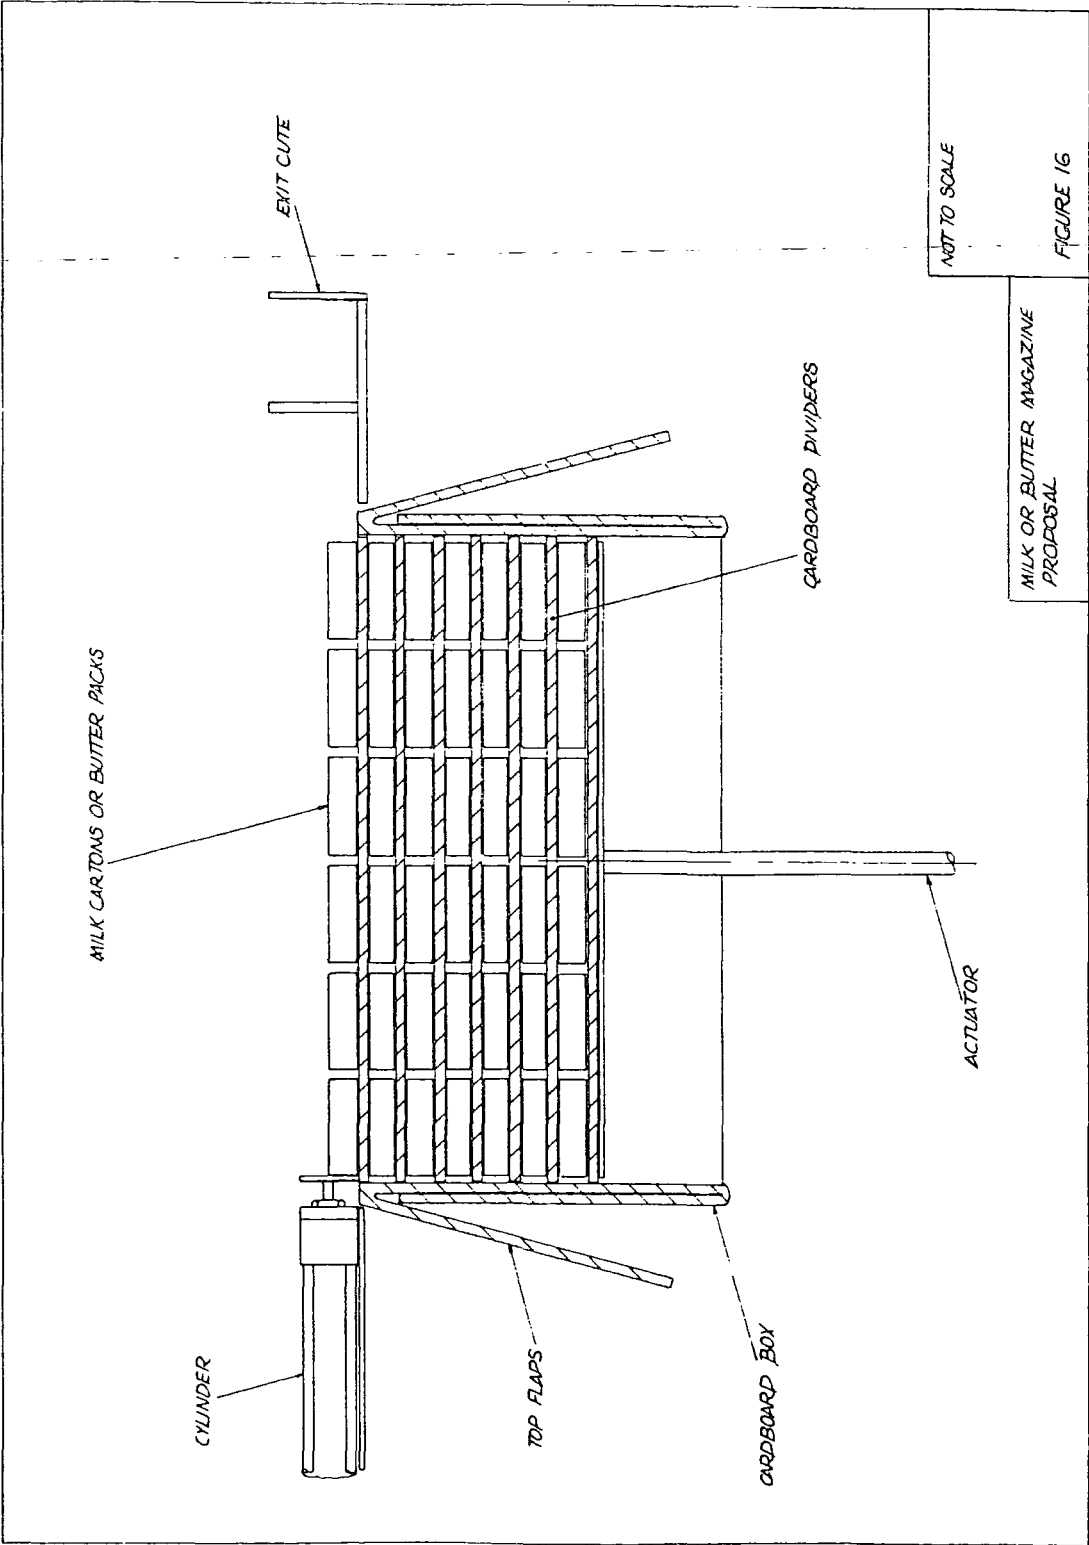 MILK CARTONS OR BUTTER PACKS
EXIT CUTE
CYLINDER
TOP FLAPS
CARDBOARD BOX
ACTUATOR
CARDBOARD DIVIDERS
MILK OR BUTTER MAGAZINE
PROPOSAL
NOT TO SCALE
FIGURE 16